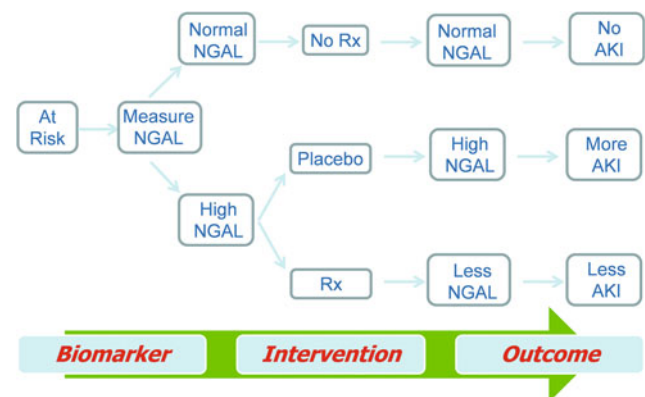 Normal
NGAL
No Rx
Normal
NGAL
No
AKI
At
Risk
Measure
NGAL
Placebo
High
NGAL
More
AKI
High
NGAL
Rx
Less
NGAL
Less
AKI
Biomarker
Intervention
Outcome